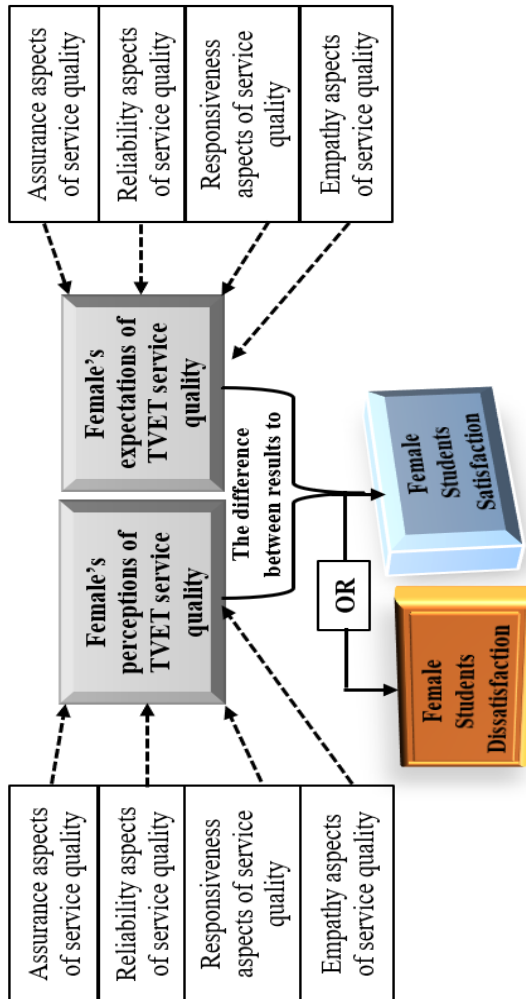 Assurance aspects
of service quality
Reliability aspects
of service quality
Responsiveness
aspects of service
quality
Empathy aspects
of service quality
Female's
perceptions of
TVET service
quality
Female's
expectations of
TVET service
quality
Assurance aspects
of service quality
Reliability aspects
of service quality
Responsiveness
aspects of service
quality
Empathy aspects
of service quality
The difference
between results to
OR
Female
Students
Dissatisfaction
Female
Students
Satisfaction